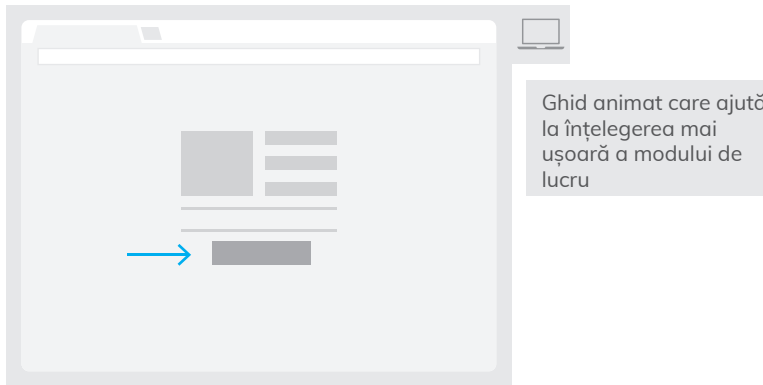 Ghid animat care ajută
la înțelegerea mai
ușoară a modului de
lucru